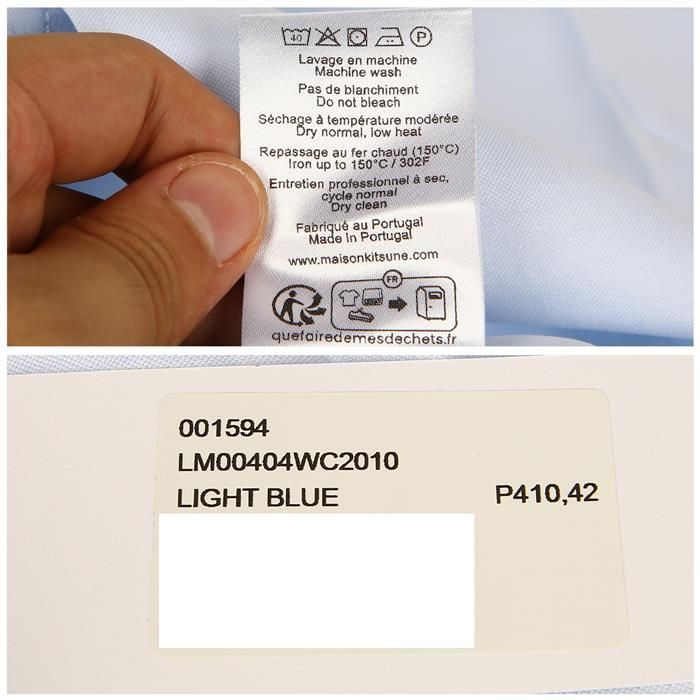 40 P
Lavage en machine
Machine wash
Pas de blanchiment
Do not bleach
Séchage à température modérée
Dry normal, low heat
Repassage au fer chaud (150°C)
Iron up to 150°C / 302F
Entretien professionnel à sec,
cycle normal
Dry clean
Fabriqué au Portugal
Made in Portugal
www.maisonkitsune.com
FR
quefairedemesdechets.fr
001594
LM00404WC2010
LIGHT BLUE P410,42